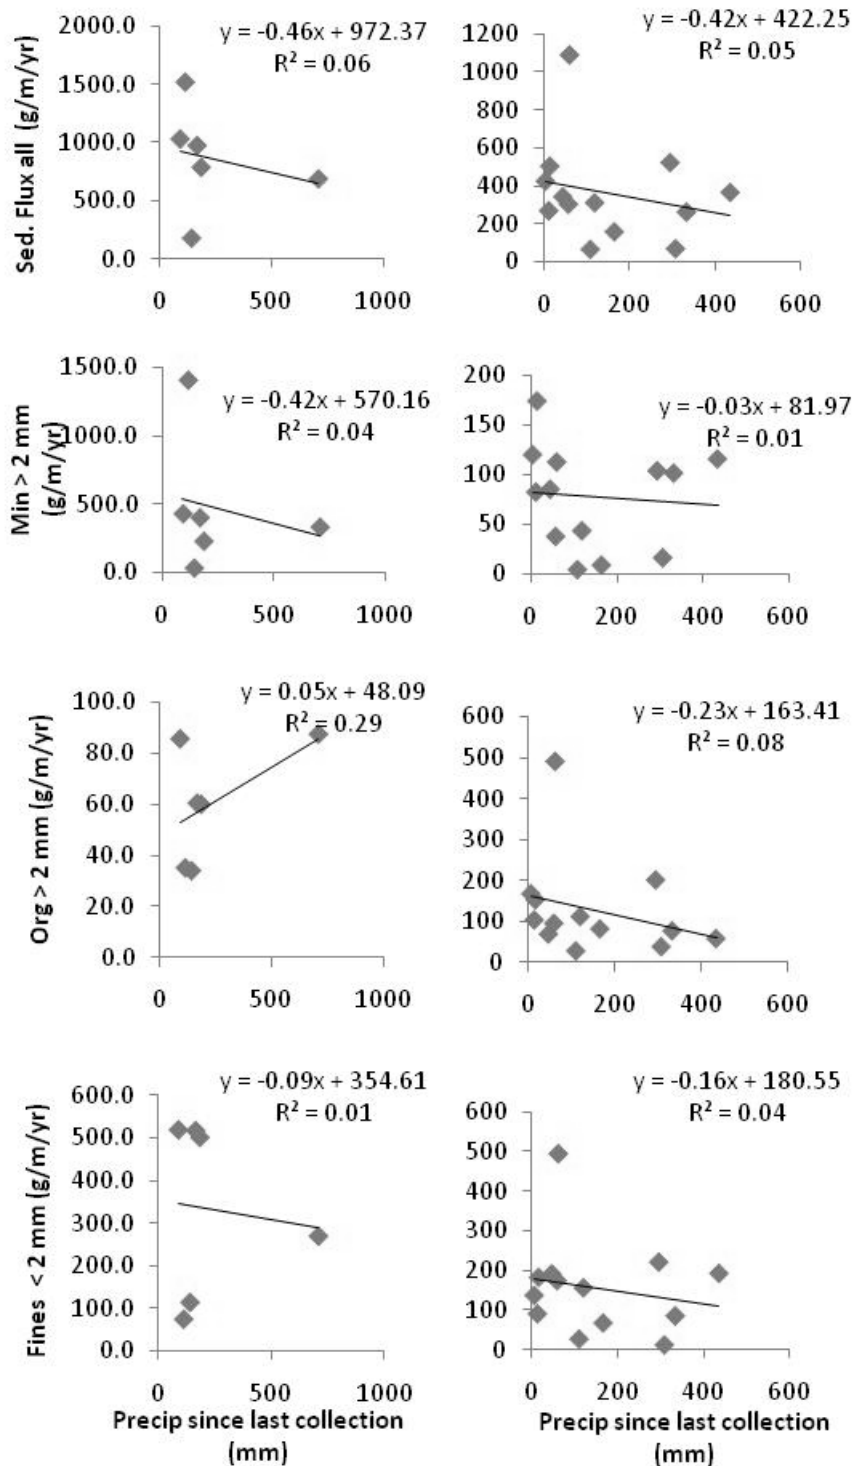 y = -0.46x + 972.37
R² = 0.06
Sed. Flux all (g/m/yr)
2000.0
1500.0
1000.0
500.0
0.0
0 500 1000
y = -0.42x + 422.25
R² = 0.05
1200
1000
800
600
400
200
0
0 200 400 600
y = -0.42x + 570.16
R² = 0.04
Min > 2 mm
(g/m/yr)
1500.0
1000.0
500.0
0.0
0 500 1000
y = -0.03x + 81.97
R² = 0.01
200
150
100
50
0
0 200 400 600
y = 0.05x + 48.09
R² = 0.29
Org > 2 mm (g/m/yr)
100.0
80.0
60.0
40.0
20.0
0.0
0 500 1000
y = -0.23x + 163.41
R² = 0.08
600
500
400
300
200
100
0
0 200 400 600
y = -0.09x + 354.61
R² = 0.01
Fines < 2 mm (g/m/yr)
600.0
500.0
400.0
300.0
200.0
100.0
0.0
0 500 1000
Precip since last collection
(mm)
y = -0.16x + 180.55
R² = 0.04
600
500
400
300
200
100
0
0 200 400 600
Precip since last collection
(mm)